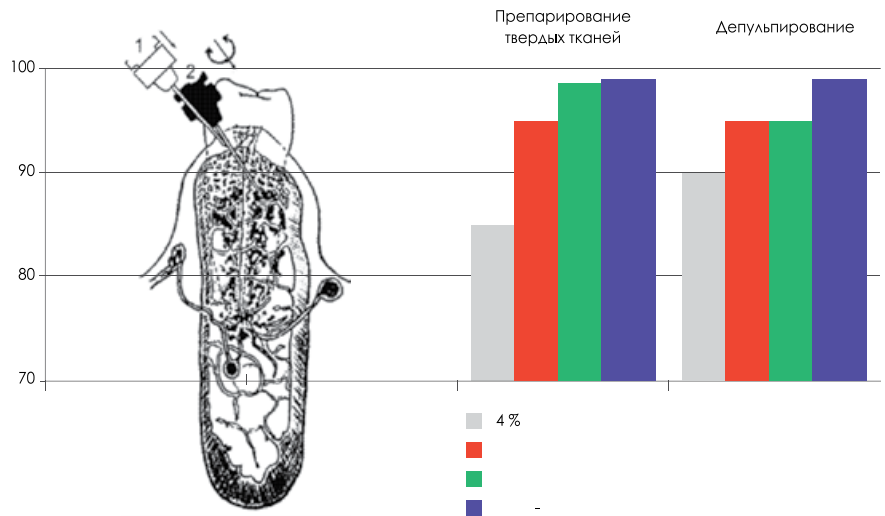 Препарирование
твердых тканей
Депульпирование
1
2
100
90
80
70
4 %
-